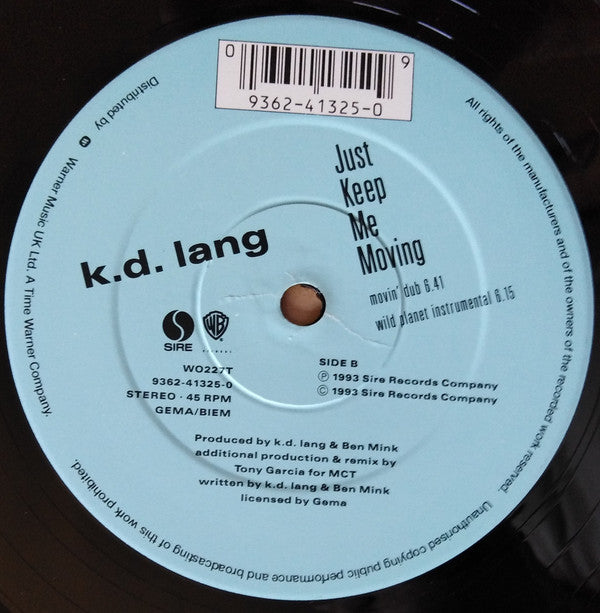 0 9
9362-41325-0
Just
Keep
Me
Moving
movin' dub 6.41
wild planet instrumental 6.15
k.d. lang
SIRE
WB
WO227T
9362-41325-0
STEREO · 45 RPM
GEMA/BIEM
SIDE B
Ⓟ 1993 Sire Records Company
© 1993 Sire Records Company
Produced by k.d. lang & Ben Mink
additional production & remix by
Tony Garcia for MCT
written by k.d. lang & Ben Mink
licensed by Gema
All rights of the manufacturers and of the owners of the recorded work reserved. Unauthorised copying public performance and broadcasting of this work prohibited. Distributed by Warner Music UK Ltd. A Time Warner Company.